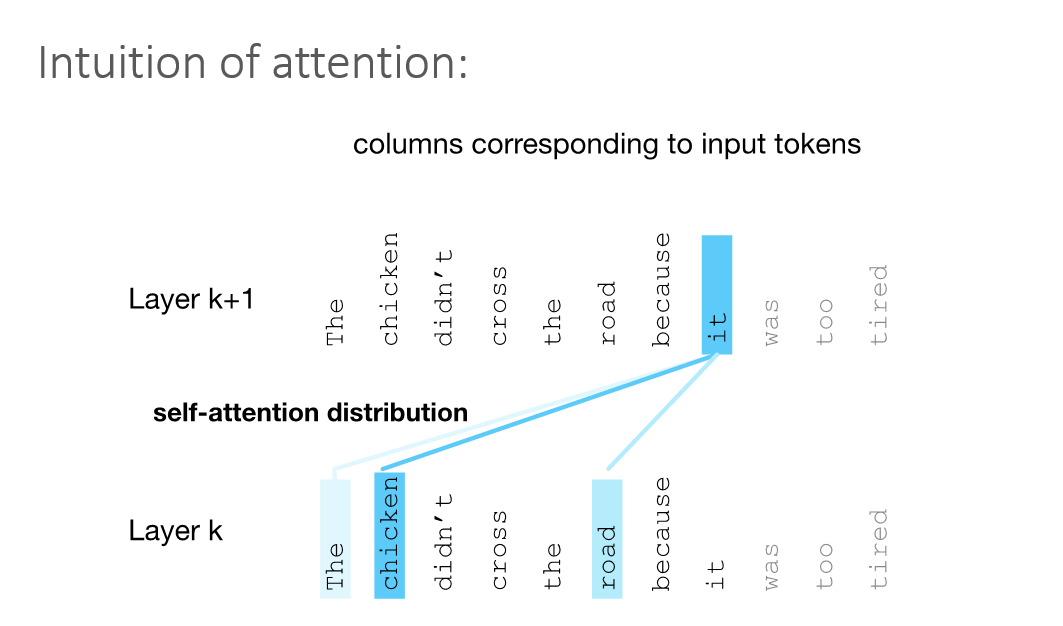 Intuition of attention:
columns corresponding to input tokens
Layer k+1
The chicken didn't cross the road because it was too tired
self-attention distribution
Layer k
The chicken didn't cross the road because it was too tired